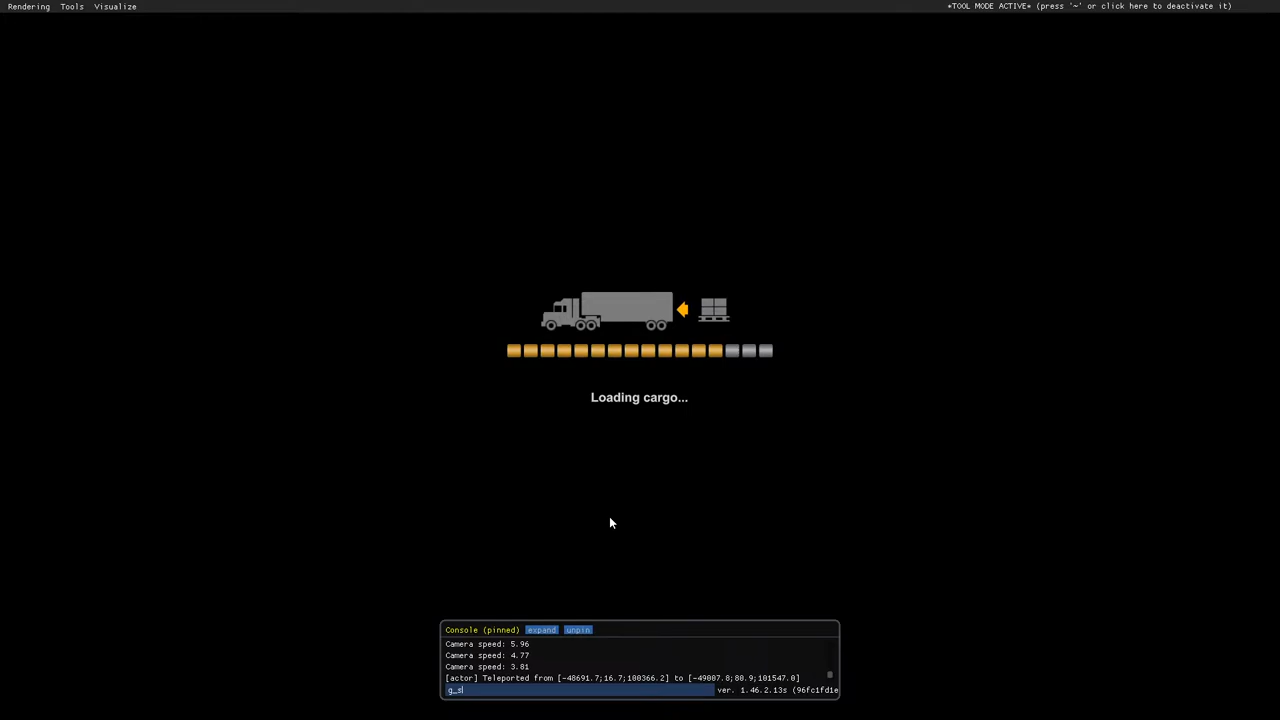 Rendering Tools Visualize *TOOL MODE ACTIVE* (press '~' or click here to deactivate it)
Loading cargo...
Console (pinned) expand unpin
Camera speed: 5.96
Camera speed: 4.77
Camera speed: 3.81
[actor] Teleported from [-48691.7;16.7;100366.2] to [-49007.8;80.9;101547.0]
g_s ver. 1.46.2.13s (96fc1fd1e